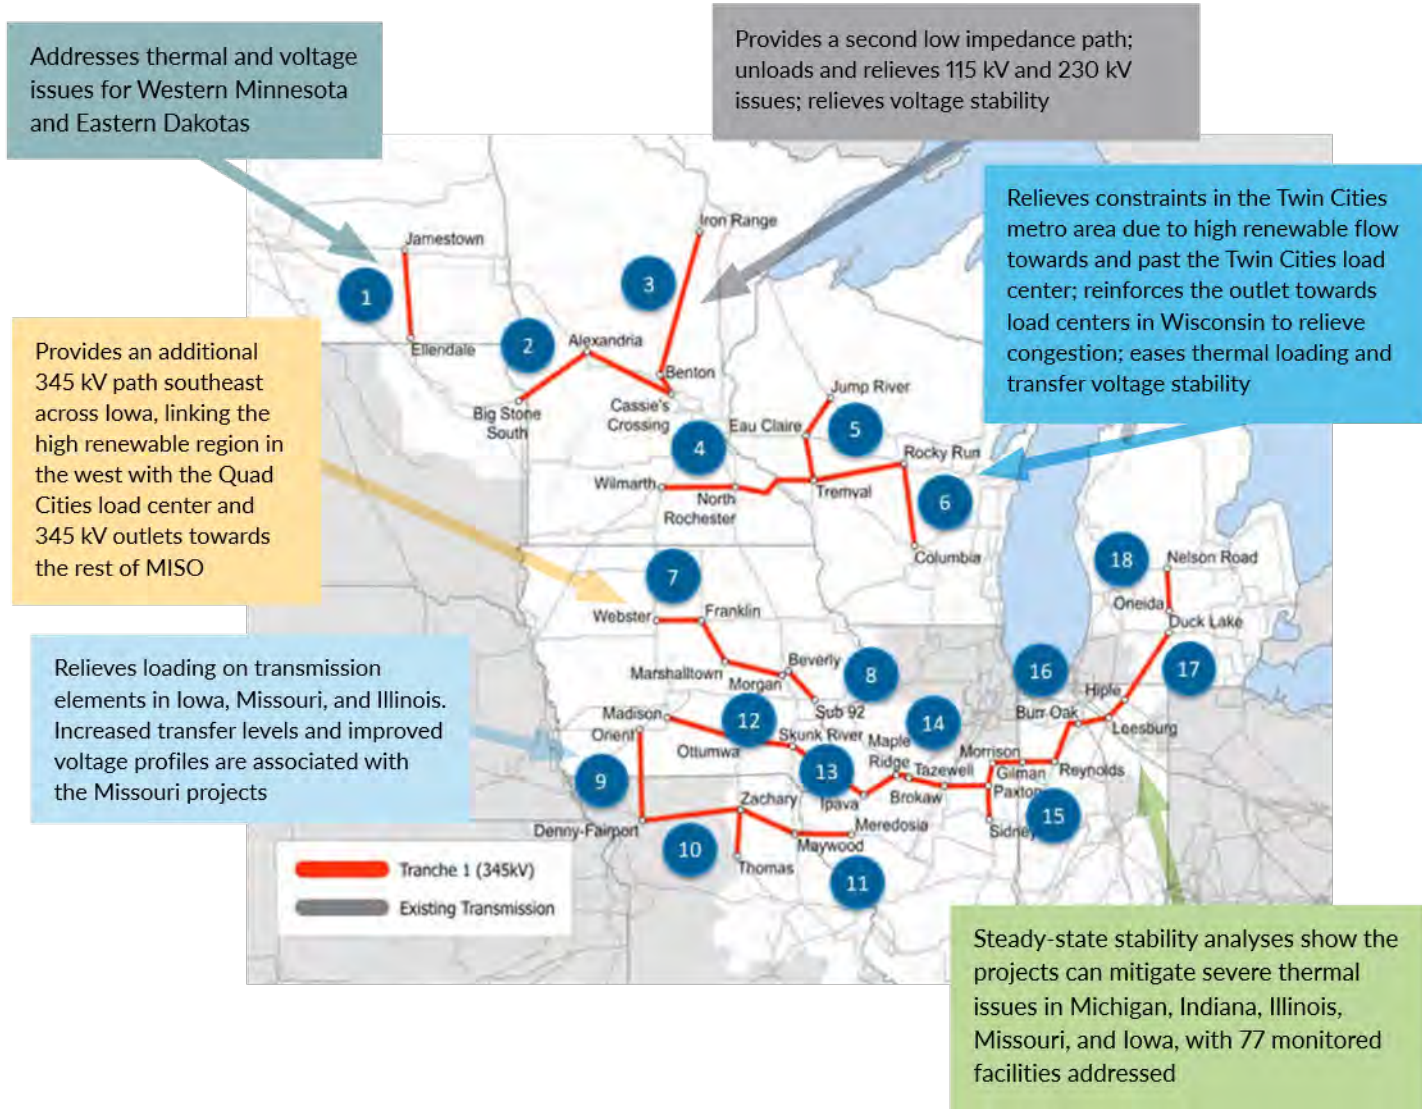 Addresses thermal and voltage
issues for Western Minnesota
and Eastern Dakotas
Provides a second low impedance path;
unloads and relieves 115 kV and 230 kV
issues; relieves voltage stability
Relieves constraints in the Twin Cities
metro area due to high renewable flow
towards and past the Twin Cities load
center; reinforces the outlet towards
load centers in Wisconsin to relieve
congestion; eases thermal loading and
transfer voltage stability
Provides an additional
345 kV path southeast
across Iowa, linking the
high renewable region in
the west with the Quad
Cities load center and
345 kV outlets towards
the rest of MISO
Relieves loading on transmission
elements in Iowa, Missouri, and Illinois.
Increased transfer levels and improved
voltage profiles are associated with
the Missouri projects
Steady-state stability analyses show the
projects can mitigate severe thermal
issues in Michigan, Indiana, Illinois,
Missouri, and Iowa, with 77 monitored
facilities addressed
Iron Range
Jamestown
3
1
Ellendale
2
Alexandria
Benton
Big Stone
South
Cassie's
Crossing
Jump River
Eau Claire
5
4
Rocky Run
Wilmarth
North
Rochester
Tremval
6
Columbia
18
Nelson Road
7
Oneida
Duck Lake
Webster
Franklin
Marshalltown
Morgan
Beverly
8
16
17
Hiple
Sub 92
Madison
Orient
12
14
Burr Oak
Leesburg
Ottumwa
Skunk River
Maple
Ridge
Morrison
13
Tazewell
Gilman
Reynolds
9
Ipava
Brokaw
Paxton
Zachary
Sidney
15
Denny-Fairport
Meredosia
Maywood
10
Thomas
11
Tranche 1 (345kV)
Existing Transmission